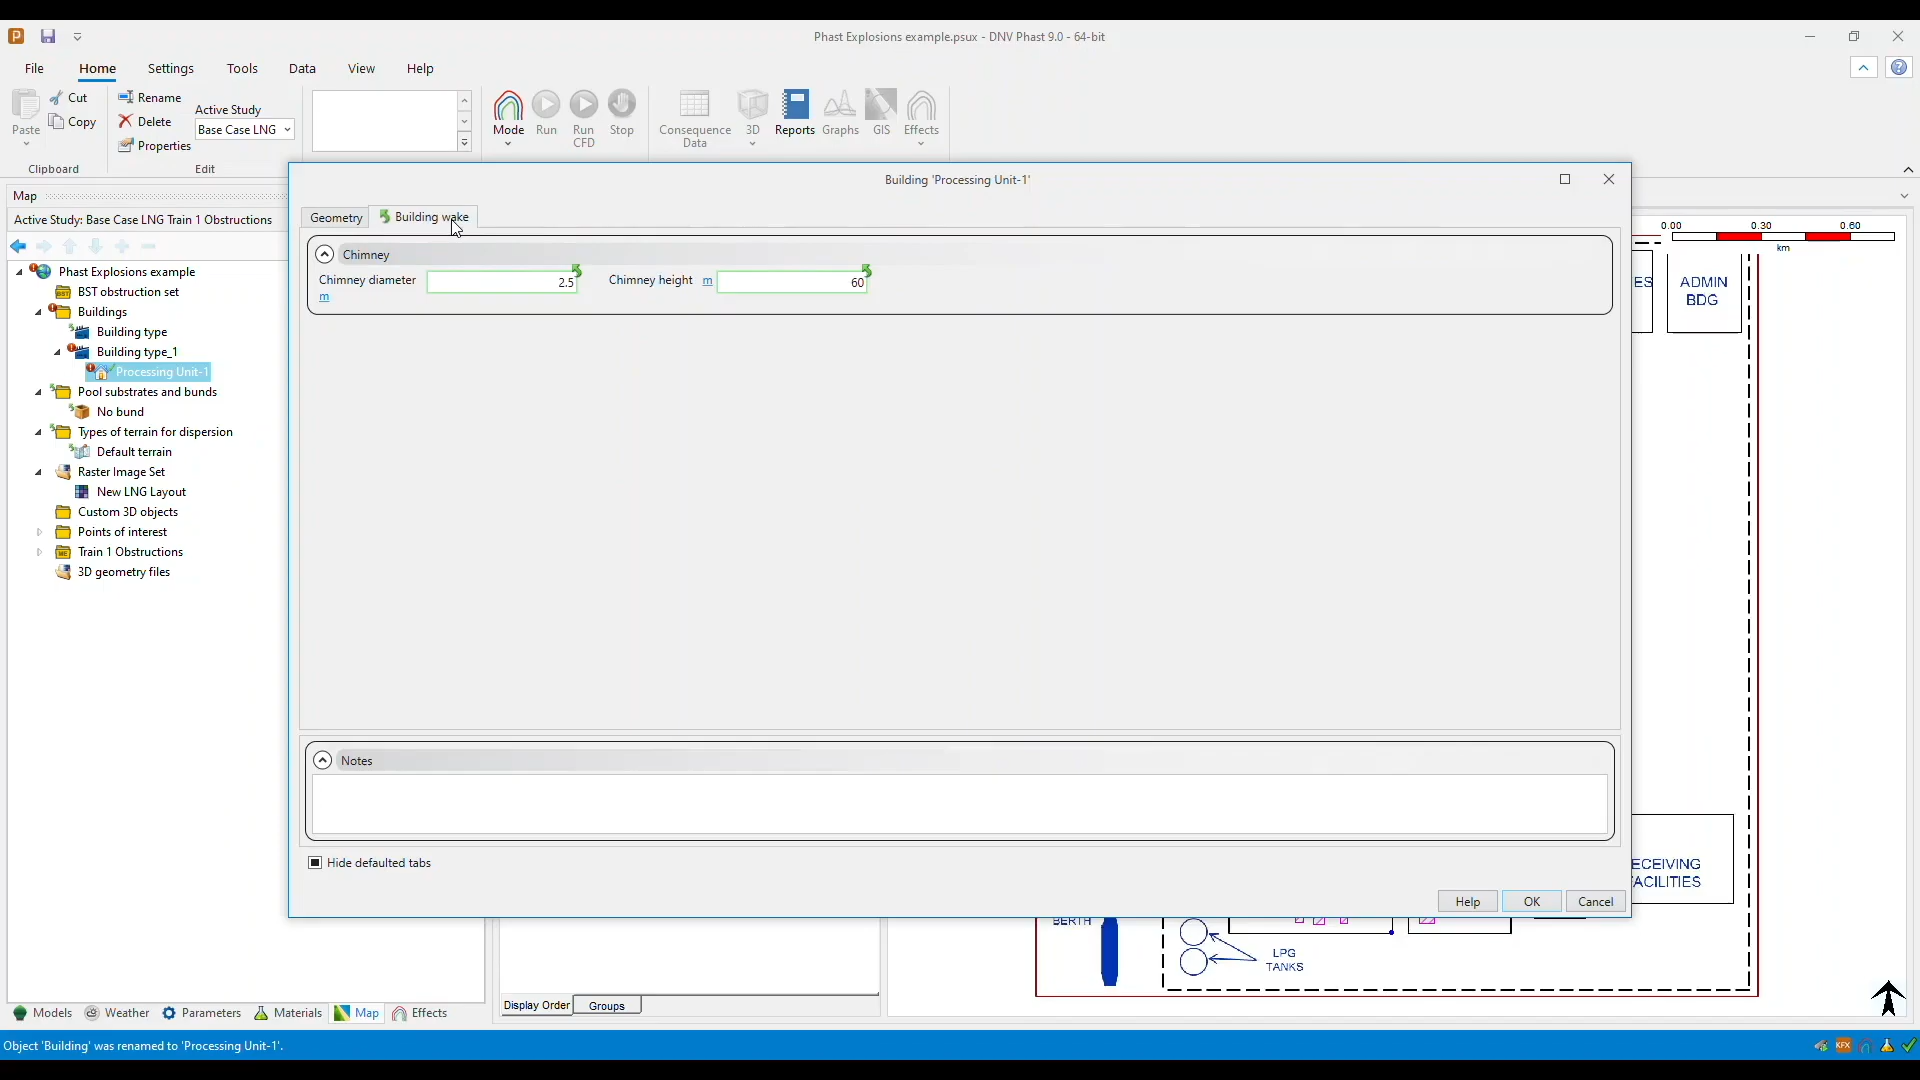 Phast Explosions example.psux - DNV Phast 9.0 - 64-bit
File Home Settings Tools Data View Help
Paste Cut Copy
Clipboard
Rename
Delete
Properties
Active Study
Base Case LNG
Edit
Mode Run Run CFD Stop
Consequence Data 3D Reports Graphs GIS Effects
Map
Active Study: Base Case LNG Train 1 Obstructions
Phast Explosions example
BST obstruction set
Buildings
Building type
Building type_1
Processing Unit-1
Pool substrates and bunds
No bund
Types of terrain for dispersion
Default terrain
Raster Image Set
New LNG Layout
Custom 3D objects
Points of interest
Train 1 Obstructions
3D geometry files
Building 'Processing Unit-1'
Geometry Building wake
Chimney
Chimney diameter m 2.5 Chimney height m 60
Notes
Hide defaulted tabs
Help OK Cancel
0.00 0.30 0.60
km
ES
ADMIN
BDG
ECEIVING
ACILITIES
BERTH
LPG
TANKS
Display Order Groups
Models Weather Parameters Materials Map Effects
Object 'Building' was renamed to 'Processing Unit-1'.
KFX